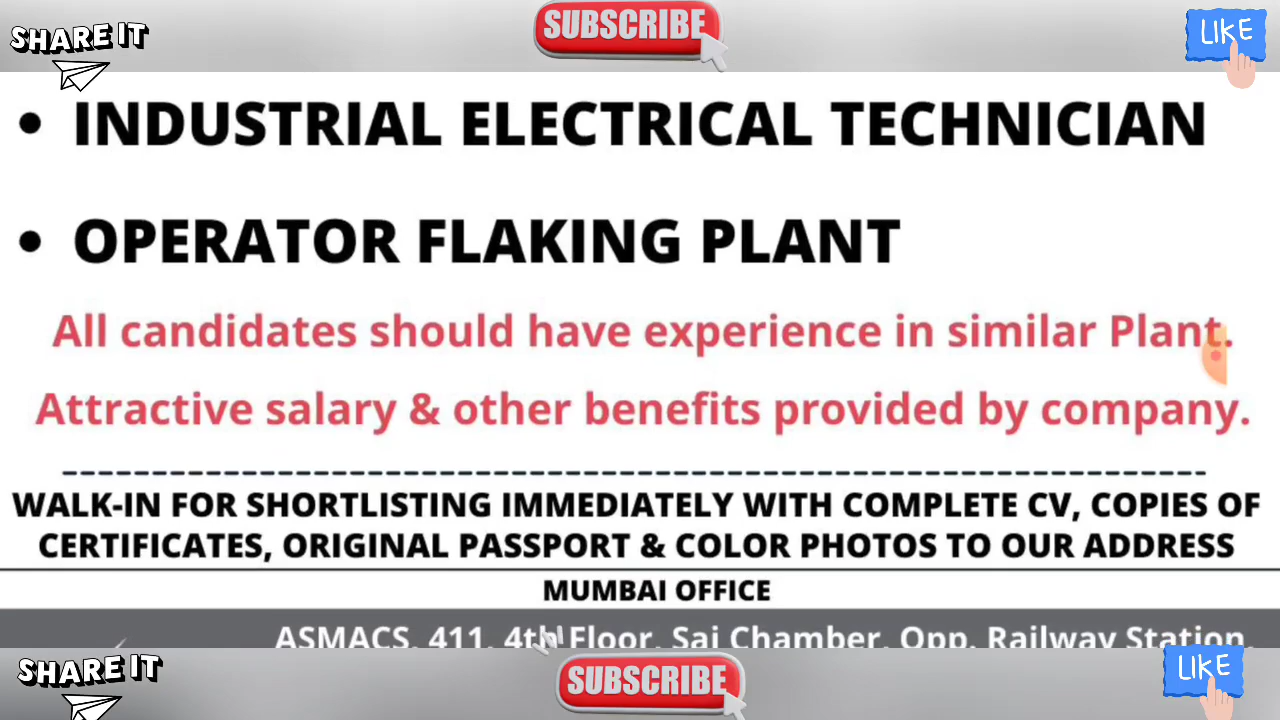 SHARE IT
SUBSCRIBE
LIKE
• INDUSTRIAL ELECTRICAL TECHNICIAN
• OPERATOR FLAKING PLANT
All candidates should have experience in similar Plant.
Attractive salary & other benefits provided by company.
WALK-IN FOR SHORTLISTING IMMEDIATELY WITH COMPLETE CV, COPIES OF
CERTIFICATES, ORIGINAL PASSPORT & COLOR PHOTOS TO OUR ADDRESS
MUMBAI OFFICE
ASMACS, 411, 4th Floor, Sai Chamber, Opp. Railway Station,
SHARE IT
SUBSCRIBE
LIKE